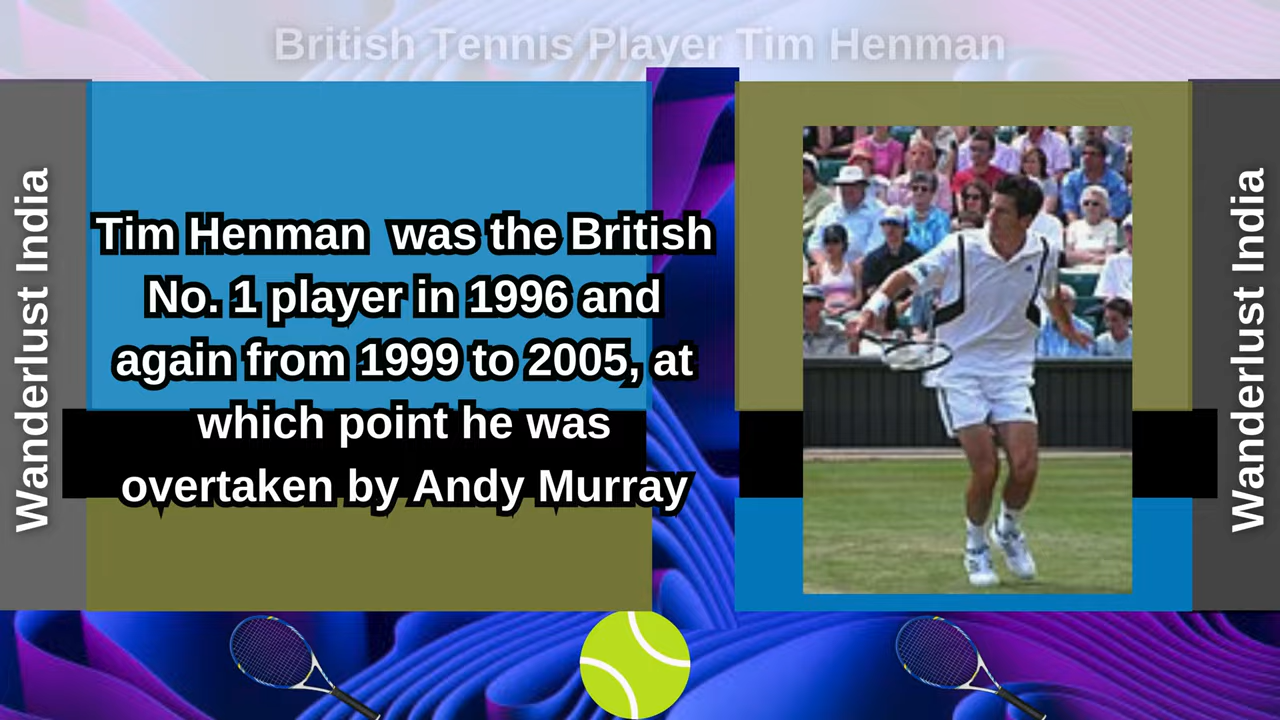 British Tennis Player Tim Henman
Wanderlust India
Tim Henman was the British
No. 1 player in 1996 and
again from 1999 to 2005, at
which point he was
overtaken by Andy Murray
Wanderlust India